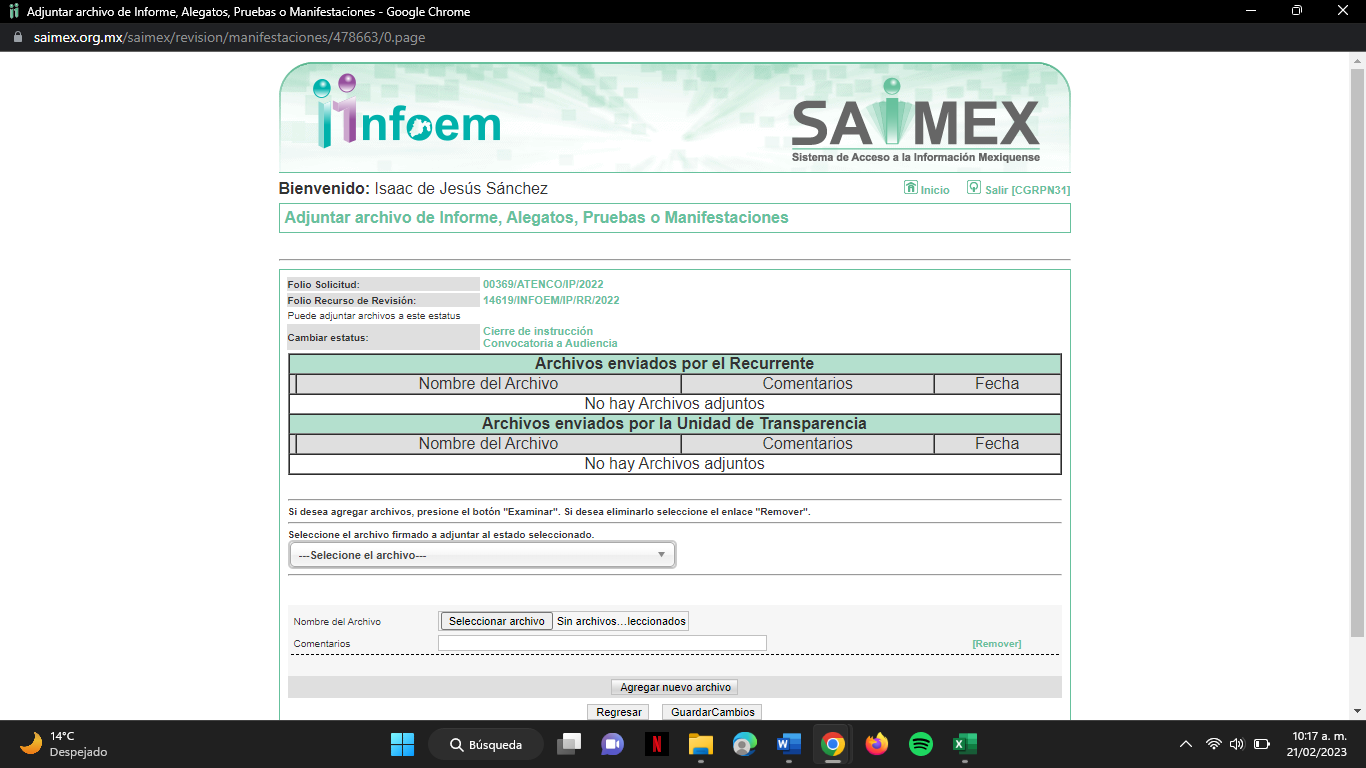 Adjuntar archivo de Informe, Alegatos, Pruebas o Manifestaciones - Google Chrome
saimex.org.mx/saimex/revision/manifestaciones/478663/0.page
infoem
SAIMEX
Sistema de Acceso a la Información Mexiquense
Bienvenido: Isaac de Jesús Sánchez
Inicio Salir [CGRPN31]
Adjuntar archivo de Informe, Alegatos, Pruebas o Manifestaciones
Folio Solicitud: 00369/ATENCO/IP/2022
Folio Recurso de Revisión: 14619/INFOEM/IP/RR/2022
Puede adjuntar archivos a este estatus
Cambiar estatus: Cierre de instrucción
Convocatoria a Audiencia
Archivos enviados por el Recurrente
Nombre del Archivo Comentarios Fecha
No hay Archivos adjuntos
Archivos enviados por la Unidad de Transparencia
Nombre del Archivo Comentarios Fecha
No hay Archivos adjuntos
Si desea agregar archivos, presione el botón "Examinar". Si desea eliminarlo seleccione el enlace "Remover".
Seleccione el archivo firmado a adjuntar al estado seleccionado.
---Selecione el archivo---
Nombre del Archivo Seleccionar archivo Sin archivos...leccionados
Comentarios [Remover]
Agregar nuevo archivo
Regresar GuardarCambios
14°C
Despejado
Búsqueda
10:17 a. m.
21/02/2023